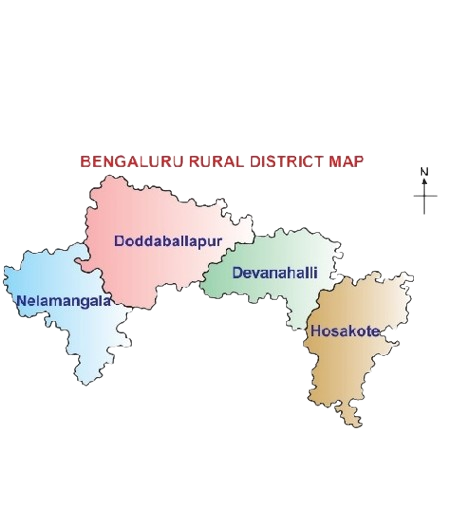 BENGALURU RURAL DISTRICT MAP
N
Doddaballapur
Devanahalli
Nelamangala
Hosakote